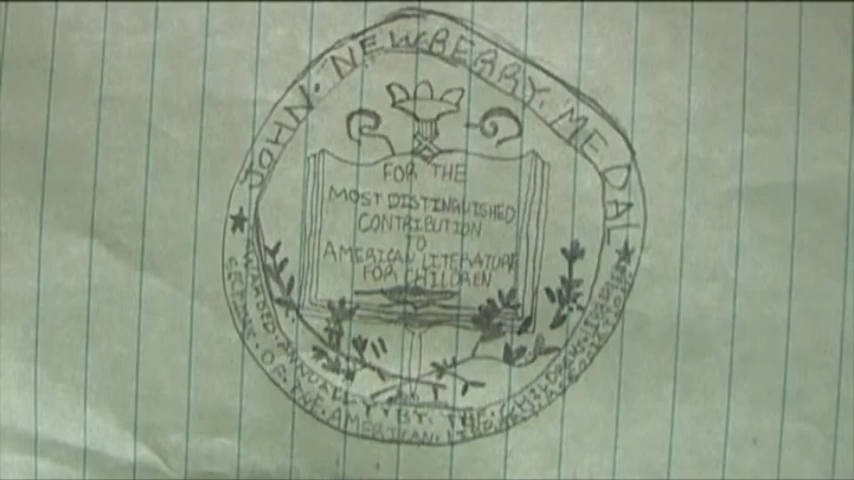 JOHN · NEWBERRY · MEDAL
FOR THE
MOST DISTINGUISHED
CONTRIBUTION
TO
AMERICAN LITERATURE
FOR CHILDREN
ANNUALLY · BY · THE · CHILDREN'S
OF · THE · AMERICAN